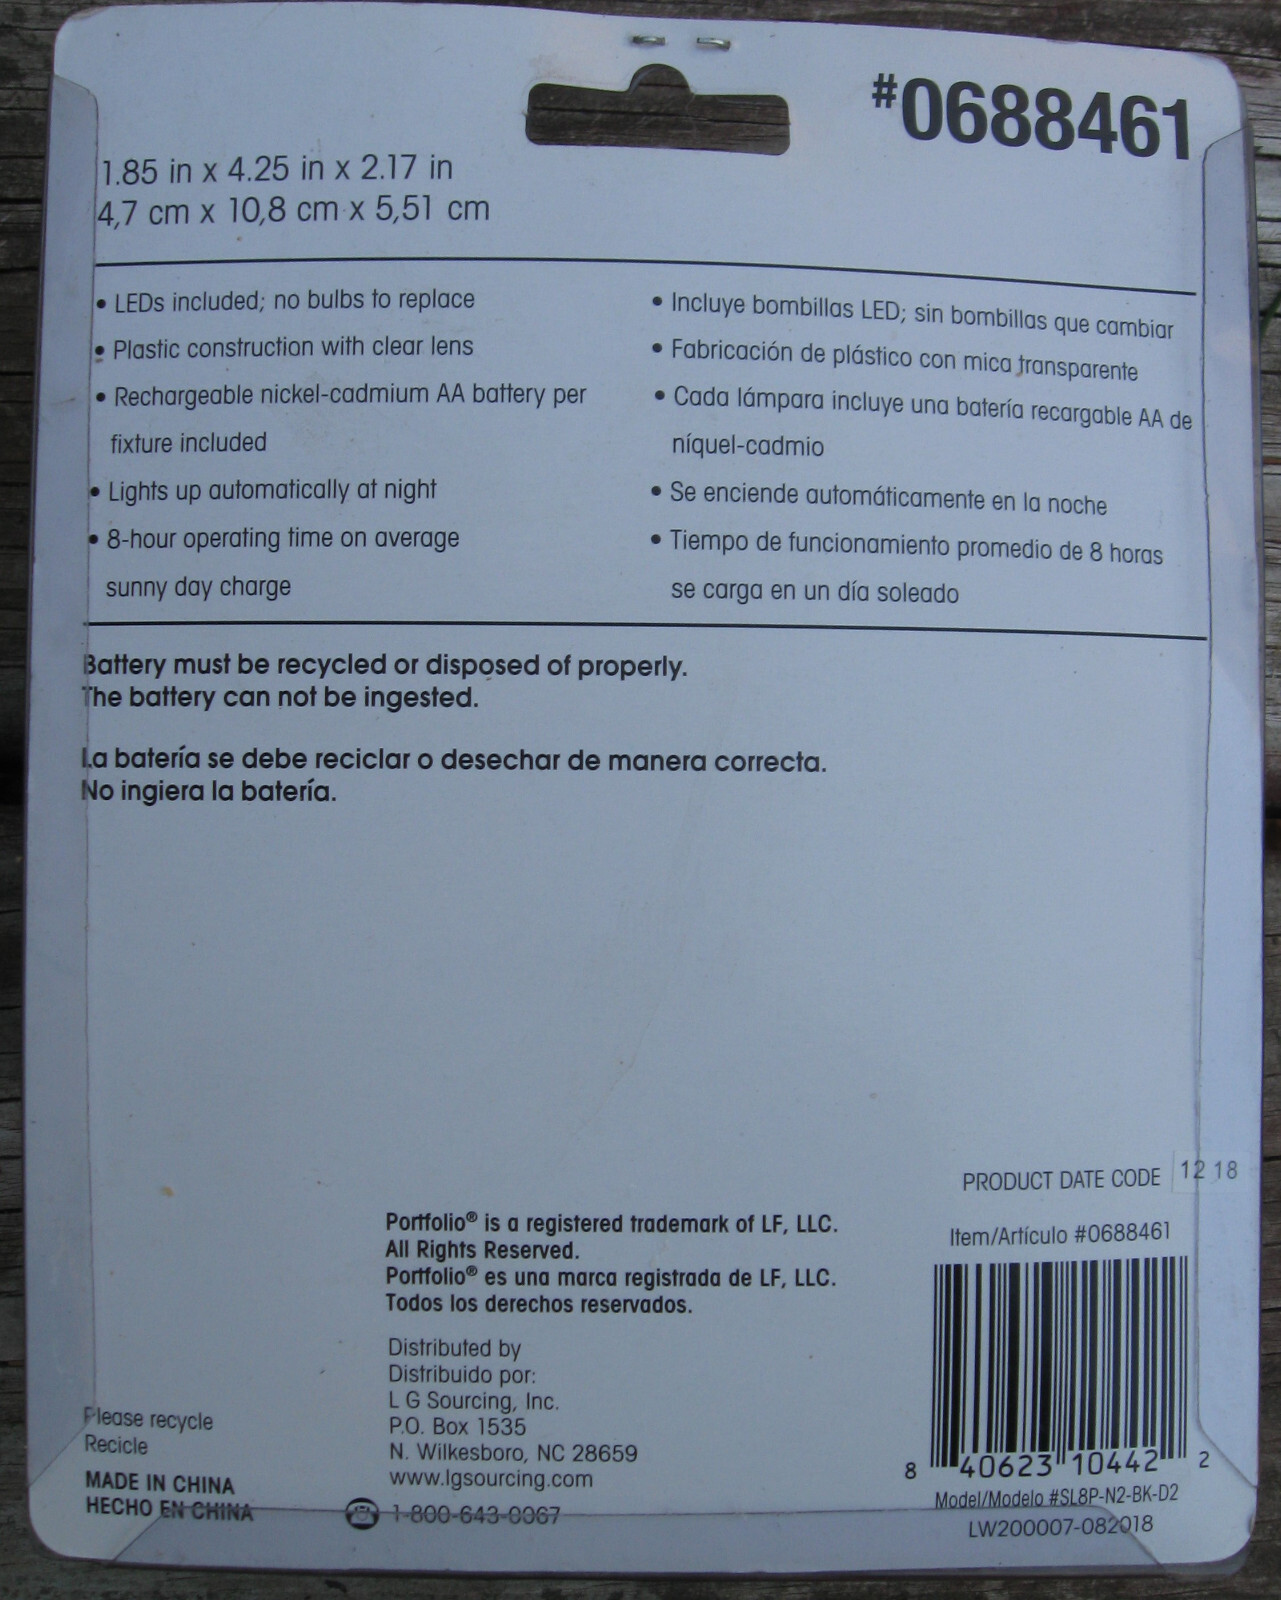 #0688461
1.85 in x 4.25 in x 2.17 in
4,7 cm x 10,8 cm x 5,51 cm
• LEDs included; no bulbs to replace
• Plastic construction with clear lens
• Rechargeable nickel-cadmium AA battery per
fixture included
• Lights up automatically at night
• 8-hour operating time on average
sunny day charge
• Incluye bombillas LED; sin bombillas que cambiar
• Fabricación de plástico con mica transparente
• Cada lámpara incluye una batería recargable AA de
níquel-cadmio
• Se enciende automáticamente en la noche
• Tiempo de funcionamiento promedio de 8 horas
se carga en un día soleado
Battery must be recycled or disposed of properly.
The battery can not be ingested.
La batería se debe reciclar o desechar de manera correcta.
No ingiera la batería.
PRODUCT DATE CODE 12 18
Item/Artículo #0688461
8 40623 10442 2
Model/Modelo #SL8P-N2-BK-D2
LW200007-082018
Portfolio® is a registered trademark of LF, LLC.
All Rights Reserved.
Portfolio® es una marca registrada de LF, LLC.
Todos los derechos reservados.
Distributed by
Distribuido por:
L G Sourcing, Inc.
P.O. Box 1535
N. Wilkesboro, NC 28659
www.lgsourcing.com
1-800-643-0067
Please recycle
Recicle
MADE IN CHINA
HECHO EN CHINA